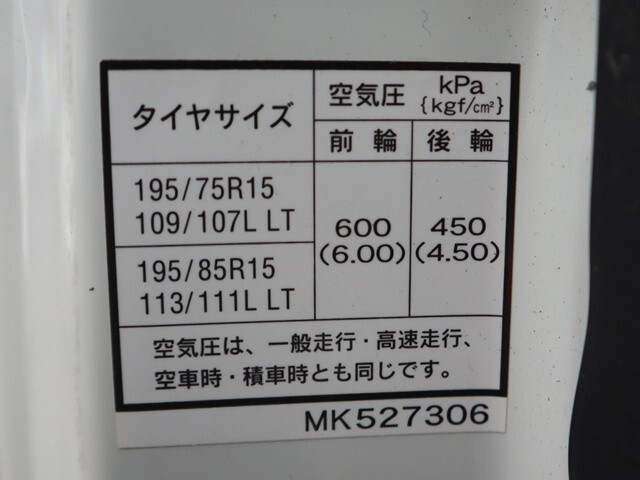 タイヤサイズ
空気圧 kPa
{kgf/cm²}
前輪 後輪
195/75R15
109/107L LT
195/85R15
113/111L LT
600
(6.00)
450
(4.50)
空気圧は、一般走行・高速走行、
空車時・積車時とも同じです。
MK527306